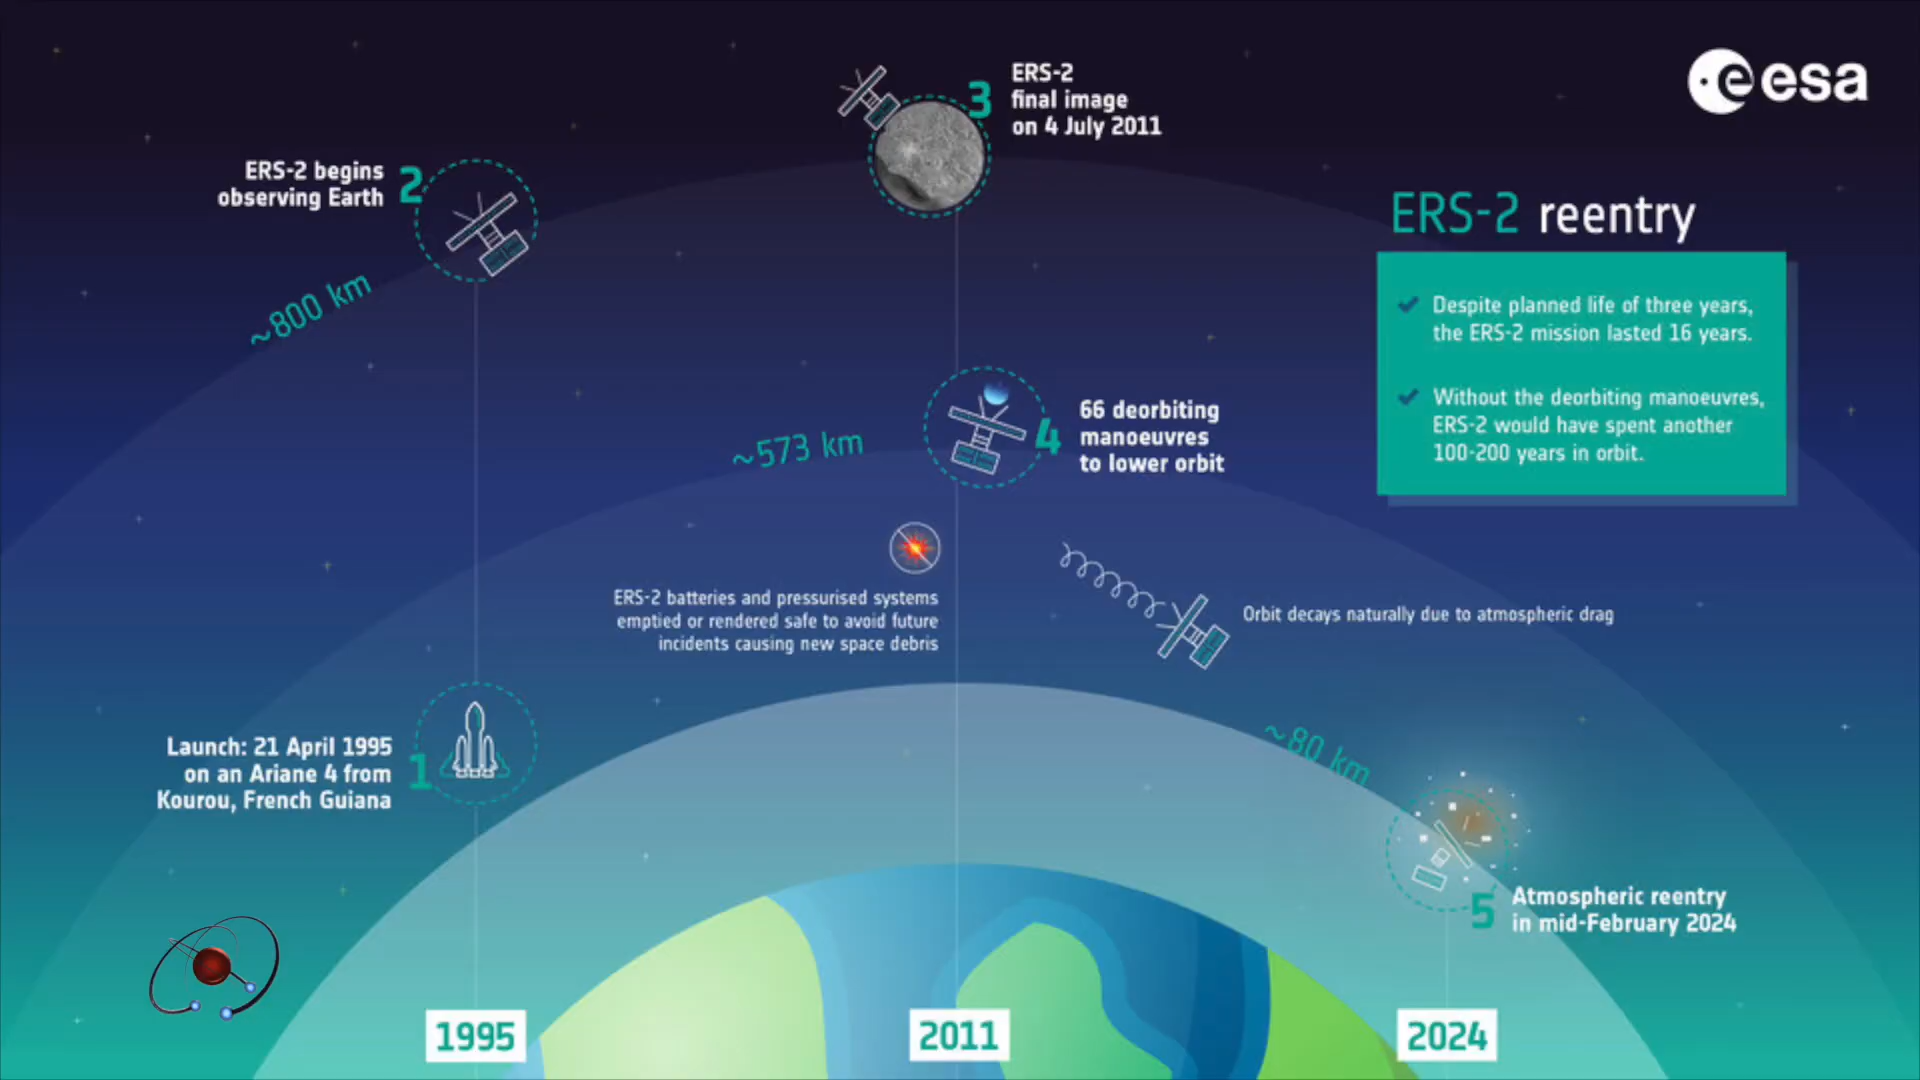 esa
3
ERS-2
final image
on 4 July 2011
ERS-2 begins
observing Earth
2
~800 km
ERS-2 reentry
Despite planned life of three years,
the ERS-2 mission lasted 16 years.
Without the deorbiting manoeuvres,
ERS-2 would have spent another
100-200 years in orbit.
~573 km
4
66 deorbiting
manoeuvres
to lower orbit
ERS-2 batteries and pressurised systems
emptied or rendered safe to avoid future
incidents causing new space debris
Orbit decays naturally due to atmospheric drag
Launch: 21 April 1995
on an Ariane 4 from
Kourou, French Guiana
1
~80 km
5
Atmospheric reentry
in mid-February 2024
1995
2011
2024